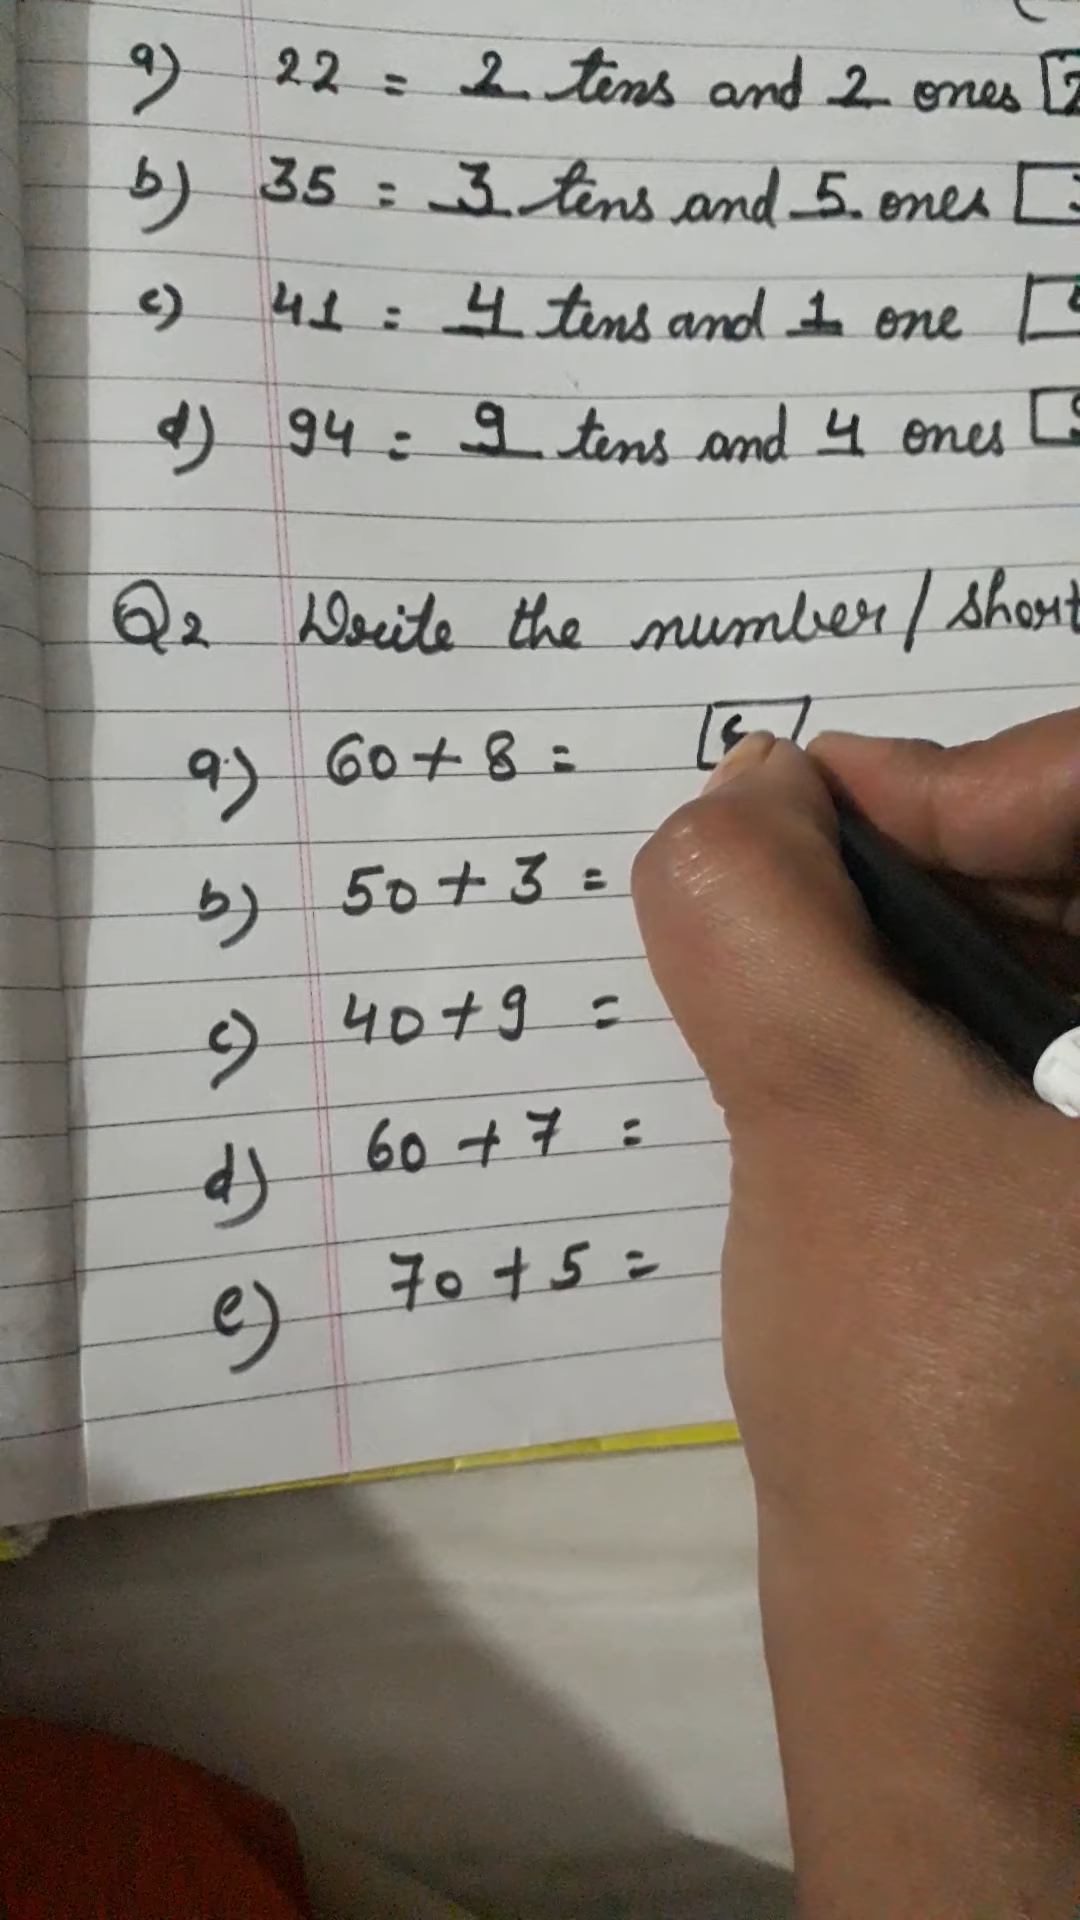 a) 22 = 2 tens and 2 ones
b) 35 = 3 tens and 5 ones
c) 41 = 4 tens and 1 one
d) 94 = 9 tens and 4 ones
Q2 Write the number / short
a) 60 + 8 =
b) 50 + 3 =
c) 40 + 9 =
d) 60 + 7 =
e) 70 + 5 =